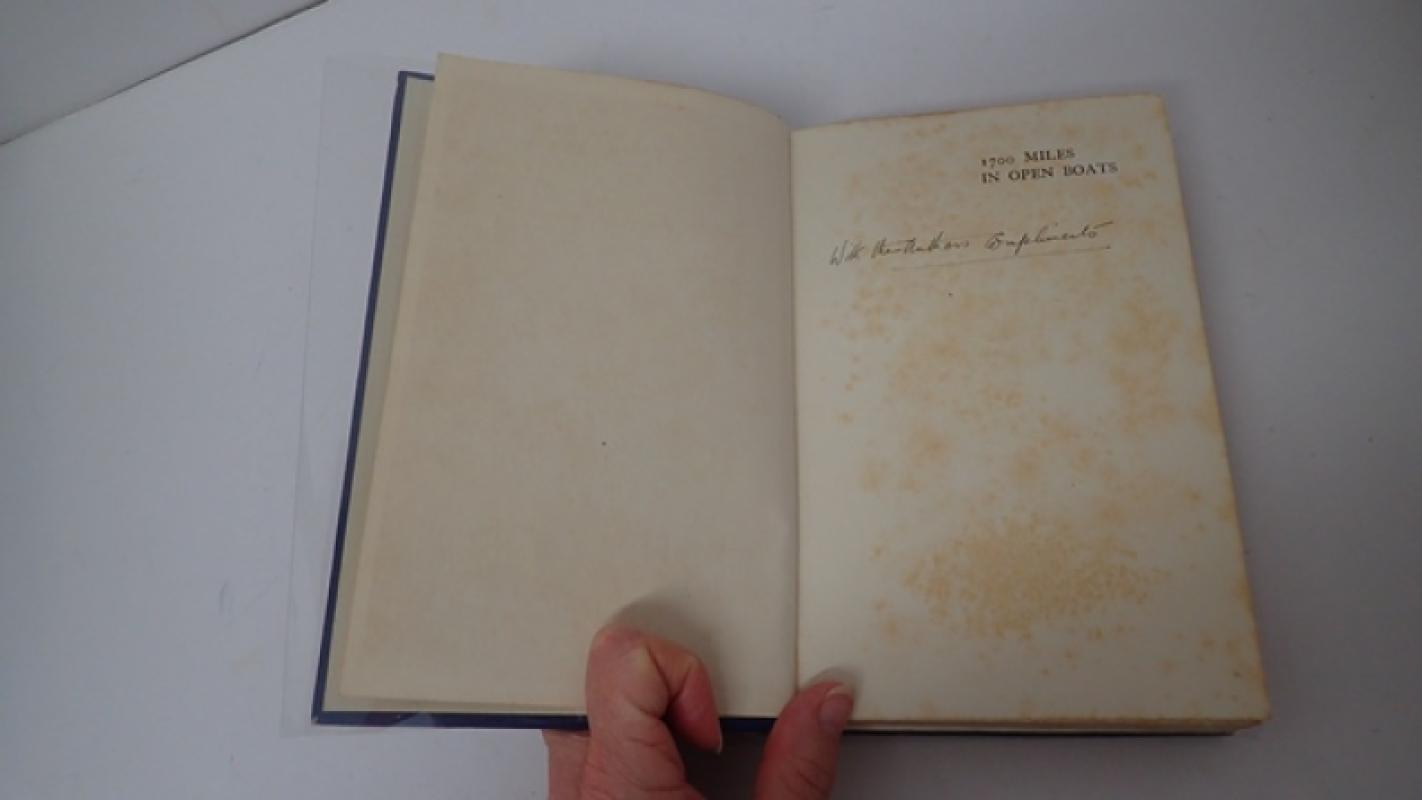 1700 MILES
IN OPEN BOATS
With the Authors Compliments